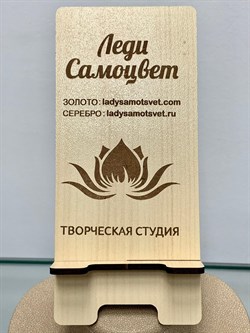 Леди
Самоцвет
ЗОЛОТО: ladysamotsvet.com
СЕРЕБРО: ladysamotsvet.ru
ТВОРЧЕСКАЯ СТУДИЯ